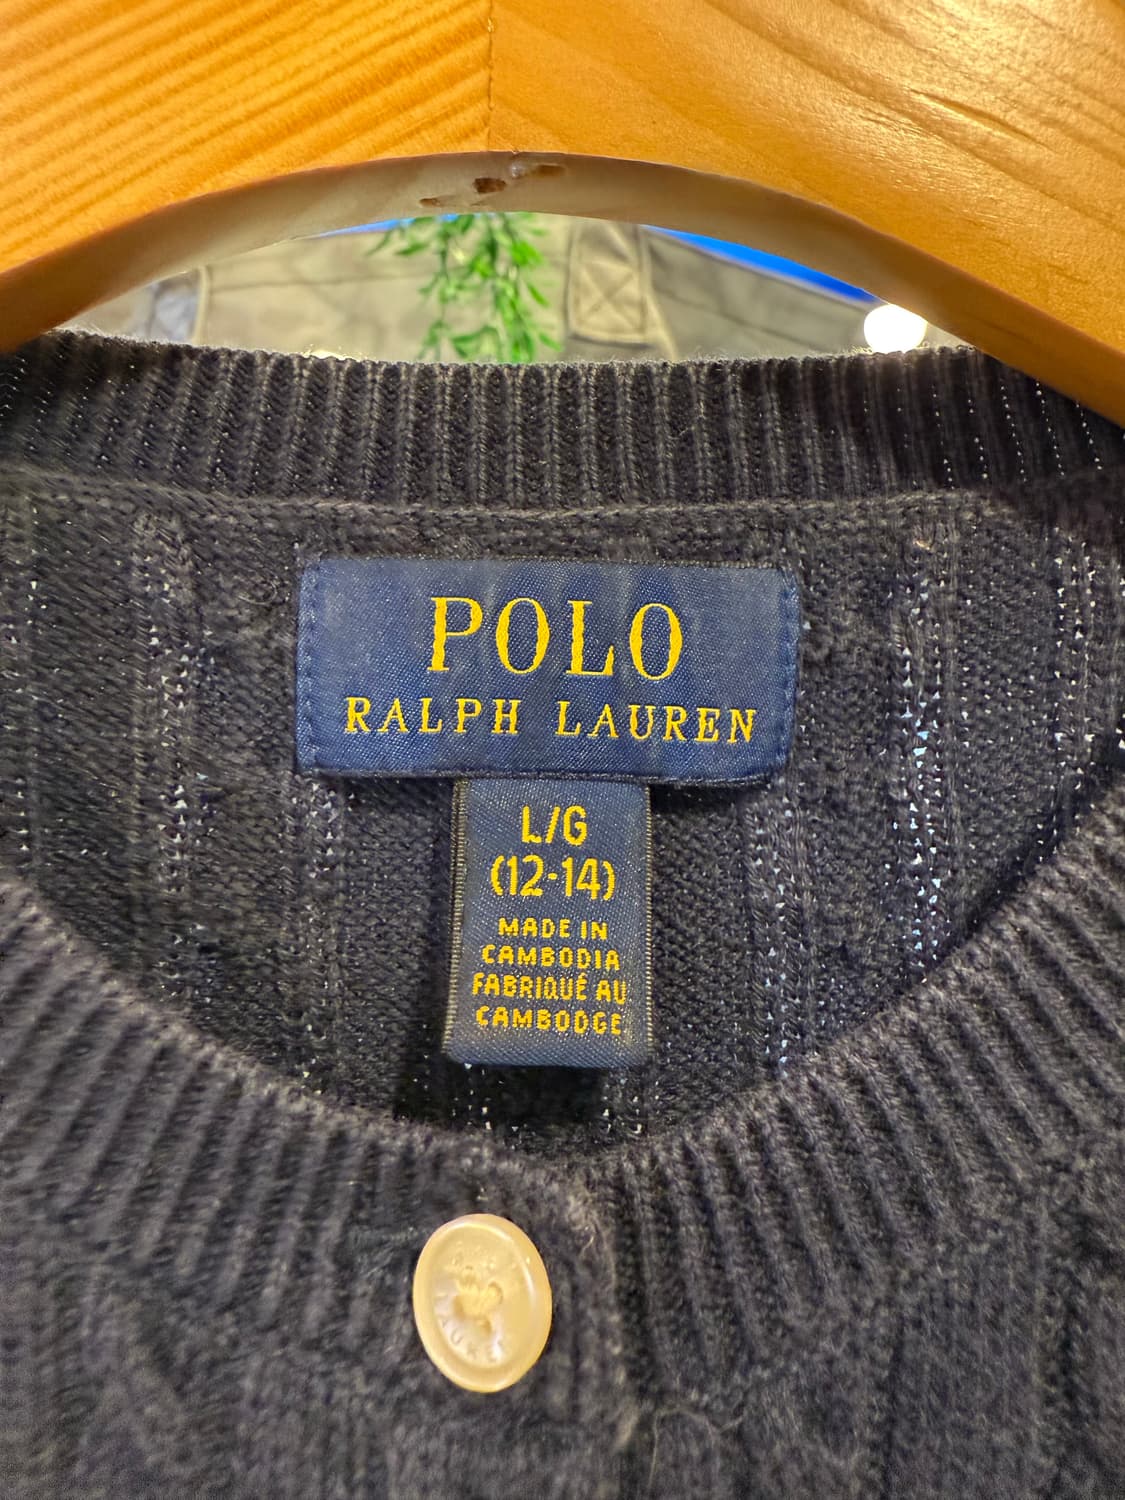 POLO
RALPH LAUREN
L/G
(12-14)
MADE IN
CAMBODIA
FABRIQUÉ AU
CAMBODGE